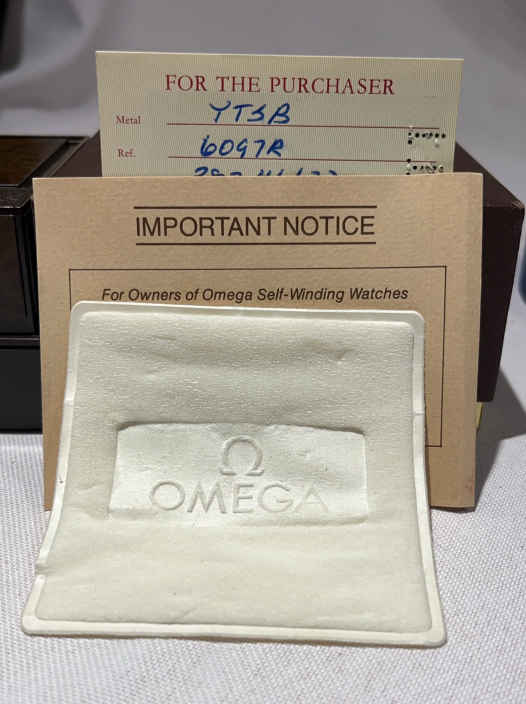 FOR THE PURCHASER
Metal YTSB
Ref. 6097R
IMPORTANT NOTICE
For Owners of Omega Self-Winding Watches
Ω
OMEGA